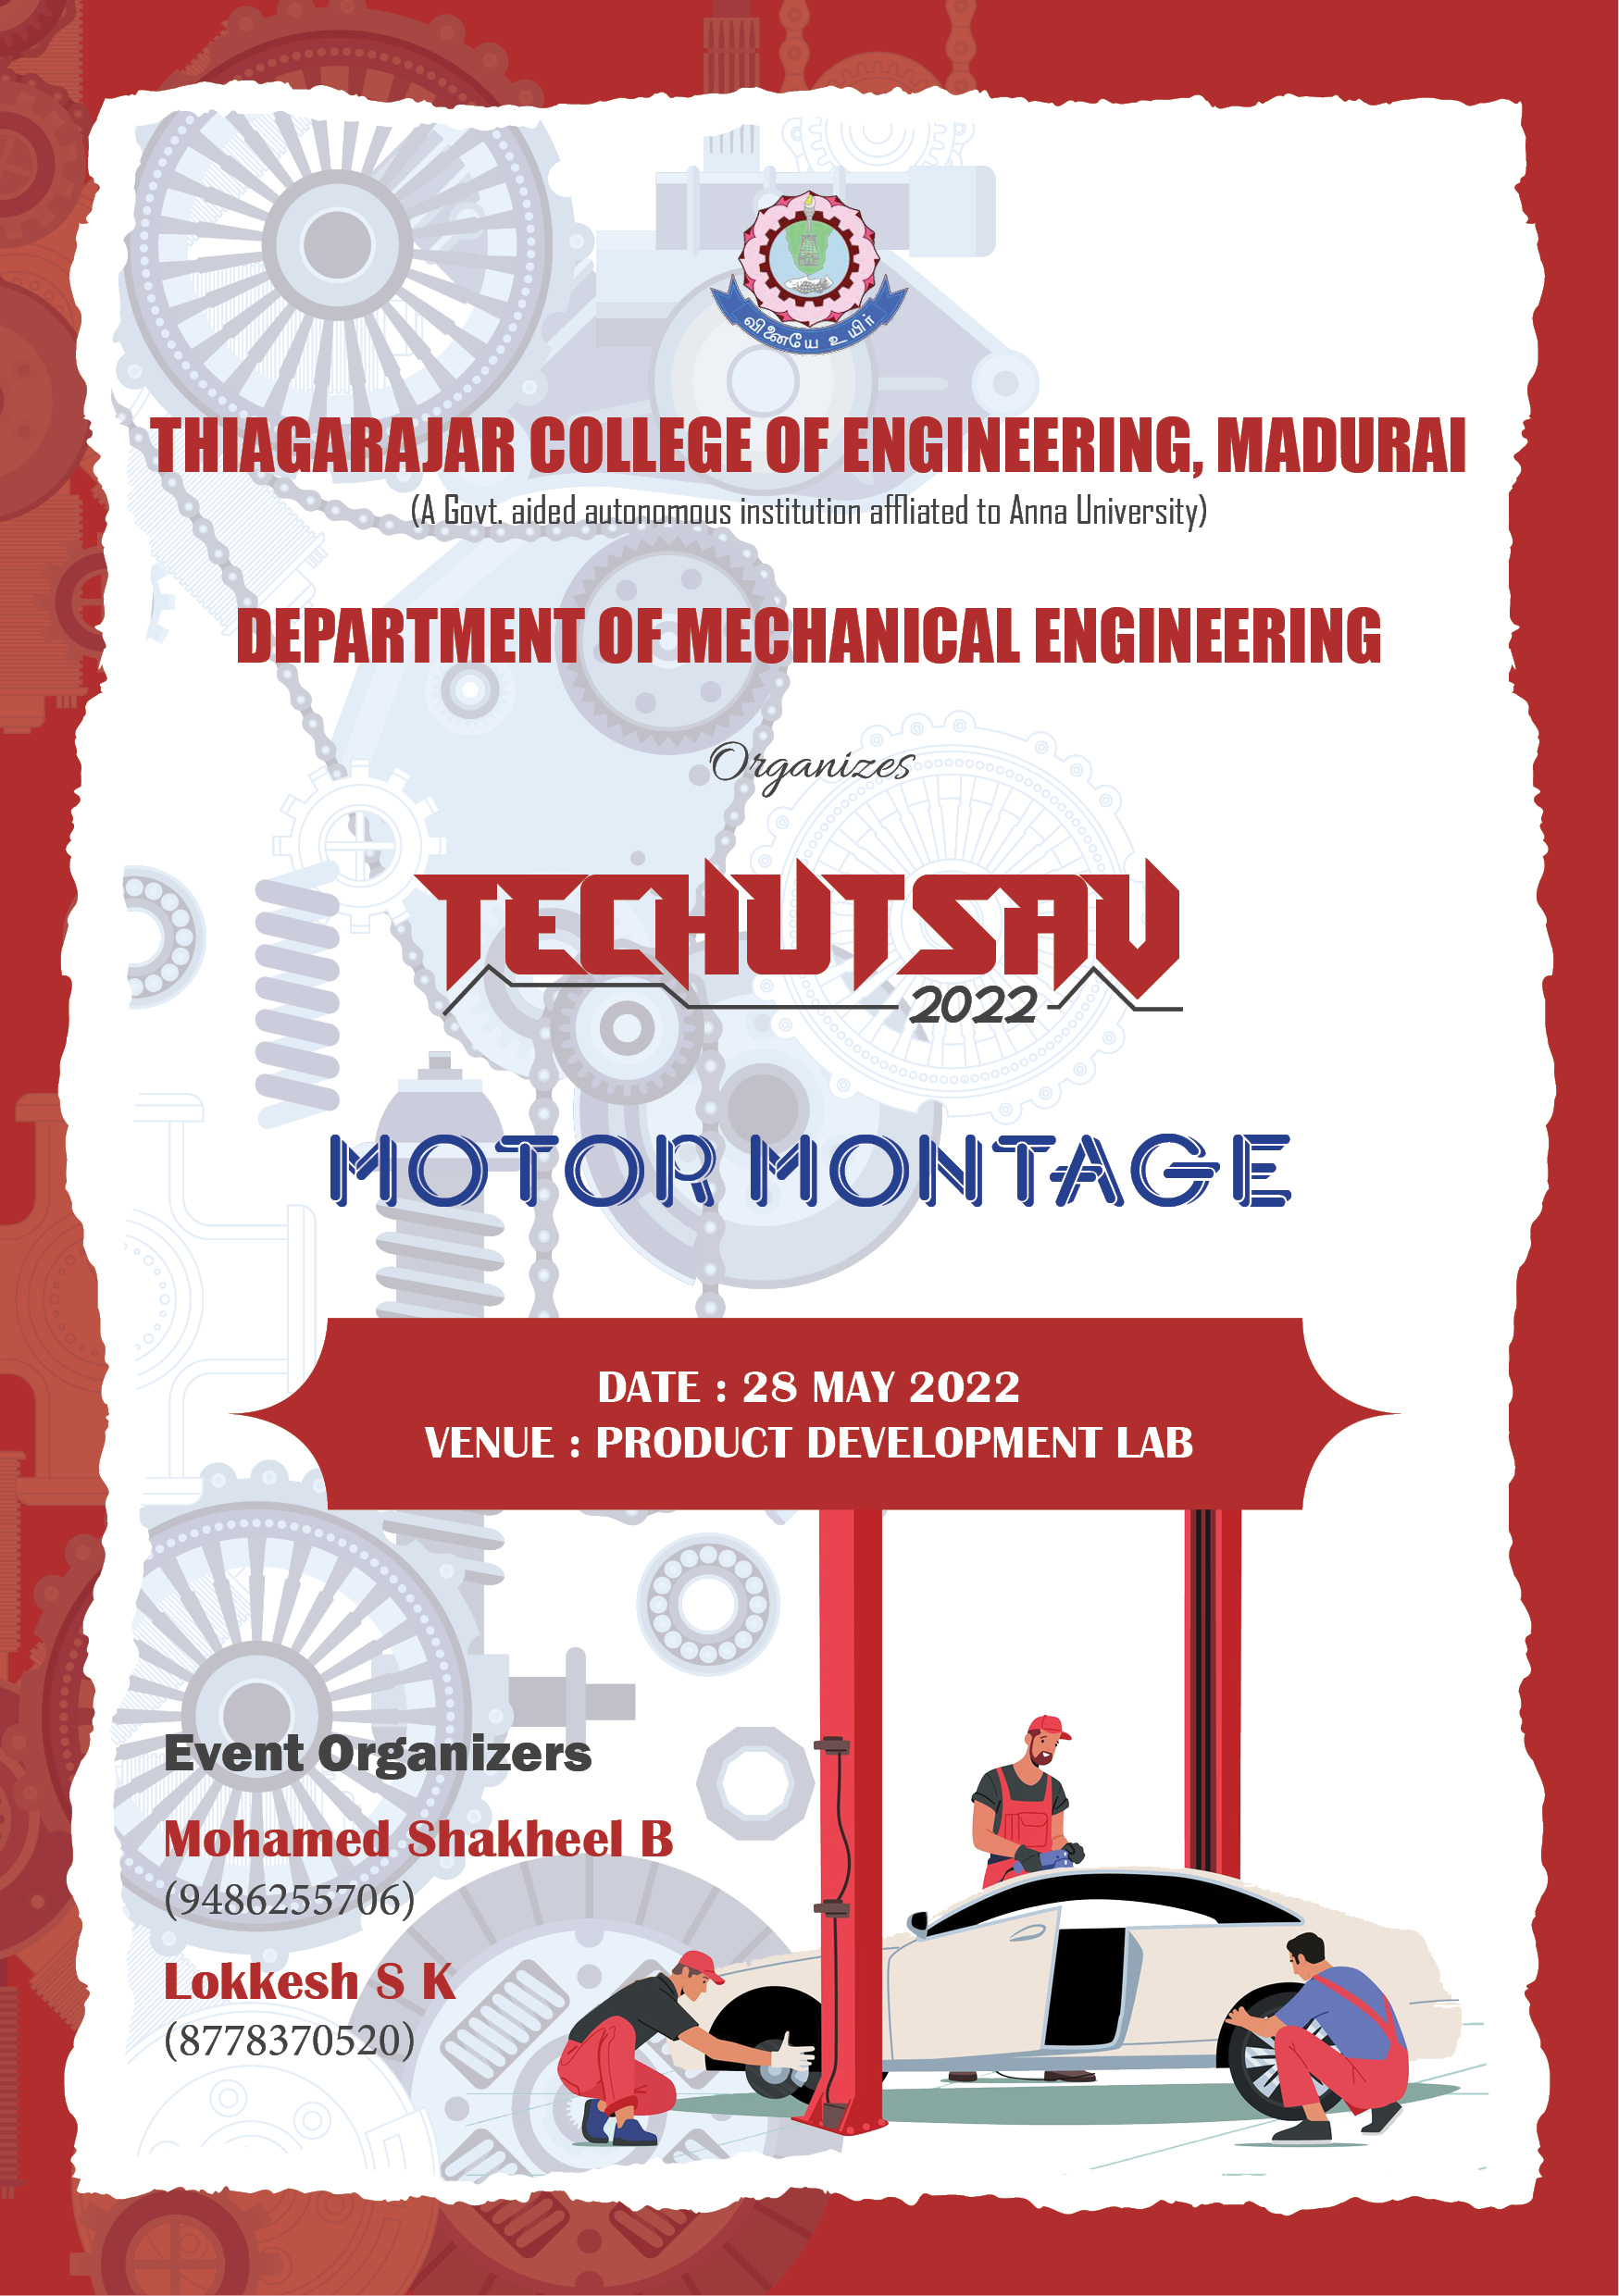 வினையே உயிர்
THIAGARAJAR COLLEGE OF ENGINEERING, MADURAI
(A Govt. aided autonomous institution affliated to Anna University)
DEPARTMENT OF MECHANICAL ENGINEERING
Organizes
TECHUTSAV
2022
MOTOR MONTAGE
DATE : 28 MAY 2022
VENUE : PRODUCT DEVELOPMENT LAB
Event Organizers
Mohamed Shakheel B
(9486255706)
Lokkesh S K
(8778370520)